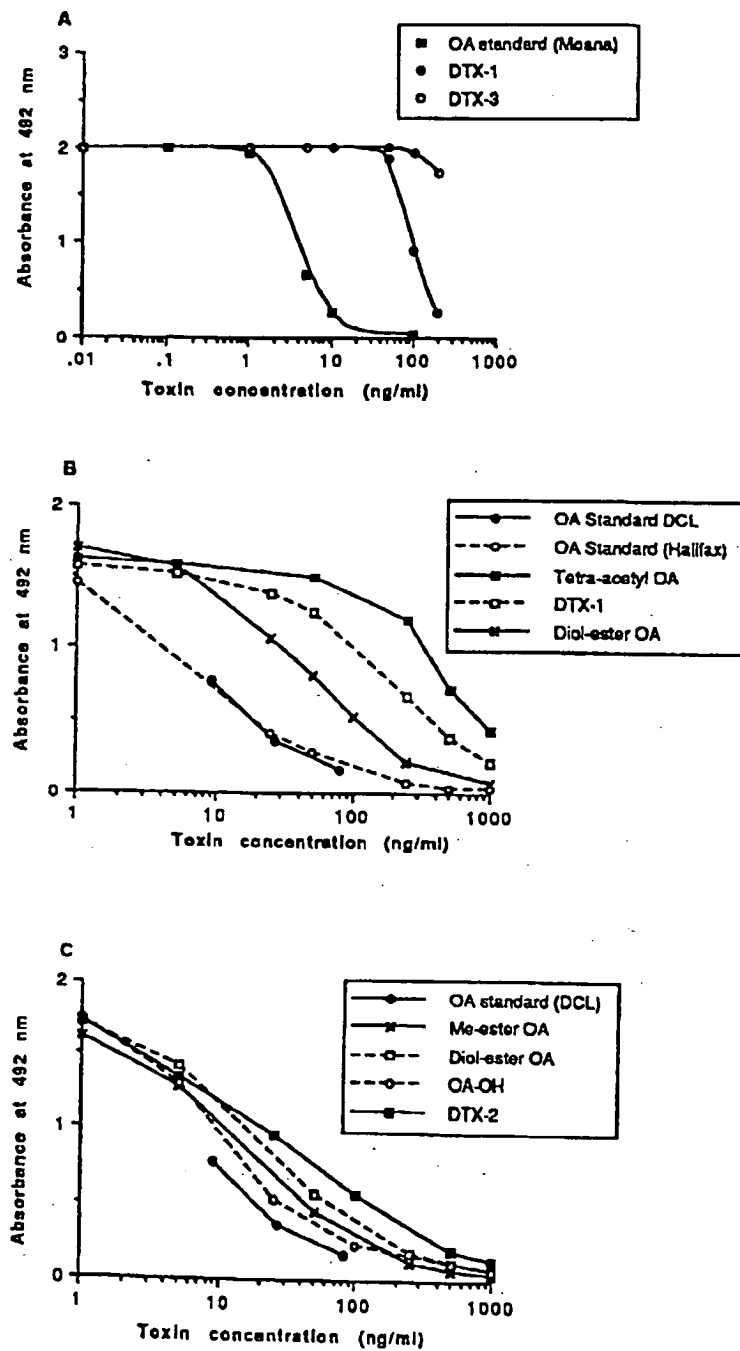 A
OA standard (Moana)
DTX-1
DTX-3
3
2
1
0
Absorbance at 492 nm
.01 .1 1 10 100 1000
Toxin concentration (ng/ml)
B
OA Standard DCL
OA Standard (Halifax)
Tetra-acetyl OA
DTX-1
Diol-ester OA
2
1
0
Absorbance at 492 nm
1 10 100 1000
Toxin concentration (ng/ml)
C
OA standard (DCL)
Me-ester OA
Diol-ester OA
OA-OH
DTX-2
2
1
0
Absorbance at 492 nm
1 10 100 1000
Toxin concentration (ng/ml)